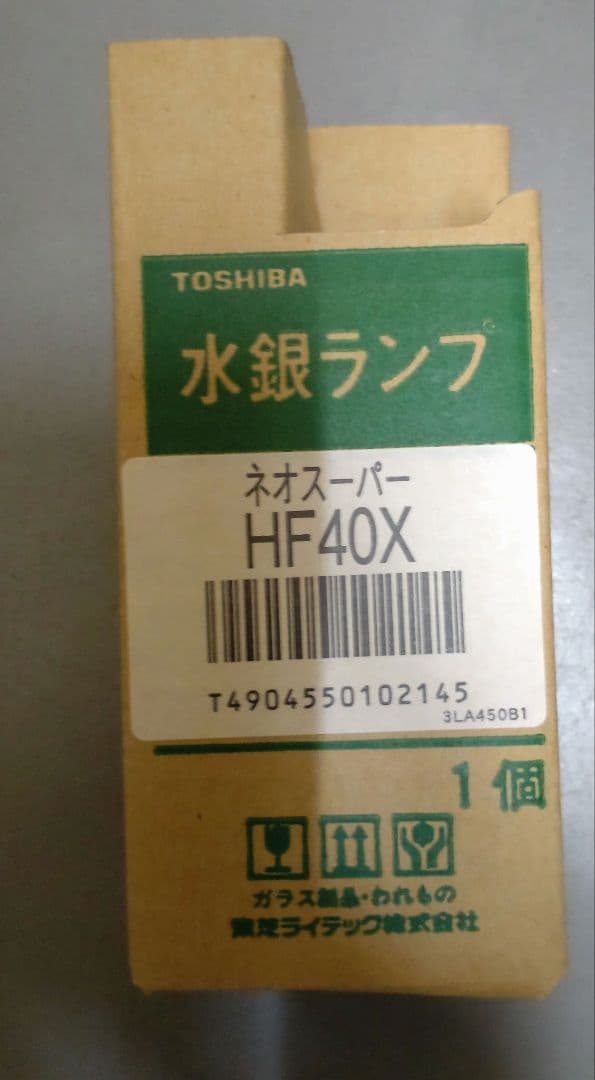 TOSHIBA
水銀ランプ
ネオスーパー
HF40X
T4904550102145
3LA450B1
1個
ガラス製品・われもの
東芝ライテック株式会社